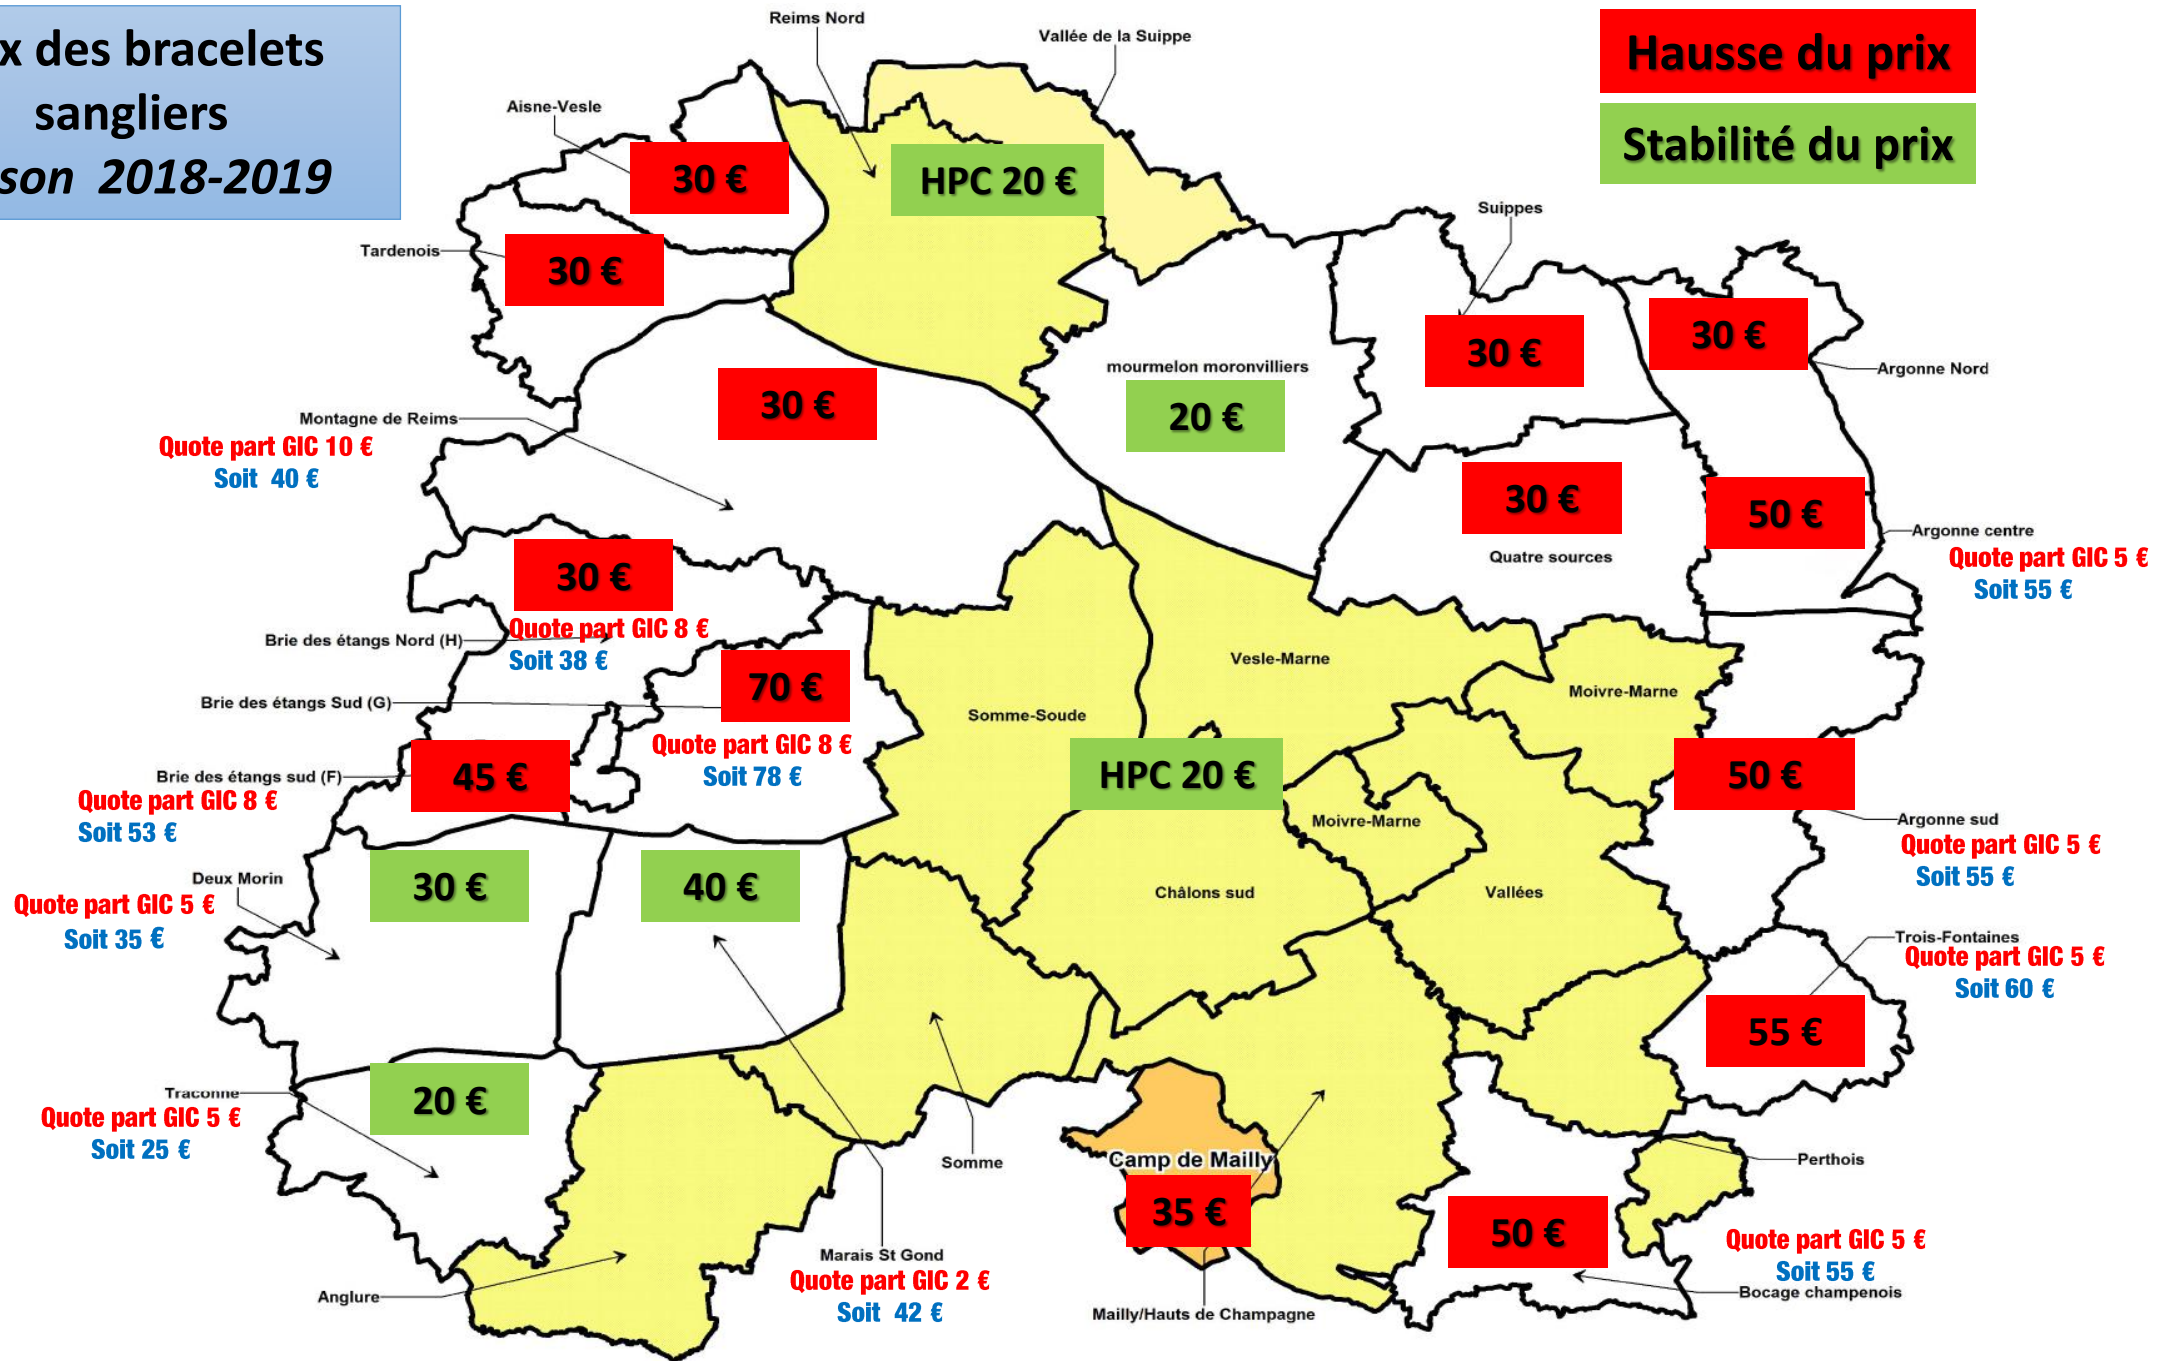 x des bracelets
sangliers
son 2018-2019
Hausse du prix
Stabilité du prix
Reims Nord
Vallée de la Suippe
Aisne-Vesle
30 €
HPC 20 €
Suippes
Tardenois
30 €
30 €
30 €
Argonne Nord
mourmelon moronvilliers
20 €
30 €
Montagne de Reims
Quote part GIC 10 €
Soit 40 €
30 €
Quatre sources
50 €
Argonne centre
Quote part GIC 5 €
Soit 55 €
30 €
Brie des étangs Nord (H)
Quote part GIC 8 €
Soit 38 €
Vesle-Marne
Moivre-Marne
Brie des étangs Sud (G)
70 €
Quote part GIC 8 €
Soit 78 €
Somme-Soude
HPC 20 €
50 €
Brie des étangs sud (F)
45 €
Quote part GIC 8 €
Soit 53 €
Moivre-Marne
Argonne sud
Quote part GIC 5 €
Soit 55 €
Deux Morin
30 €
Quote part GIC 5 €
Soit 35 €
40 €
Châlons sud
Vallées
Trois-Fontaines
Quote part GIC 5 €
Soit 60 €
55 €
Traconne
20 €
Quote part GIC 5 €
Soit 25 €
Somme
Camp de Mailly
35 €
Perthois
50 €
Quote part GIC 5 €
Soit 55 €
Bocage champenois
Marais St Gond
Quote part GIC 2 €
Soit 42 €
Anglure
Mailly/Hauts de Champagne